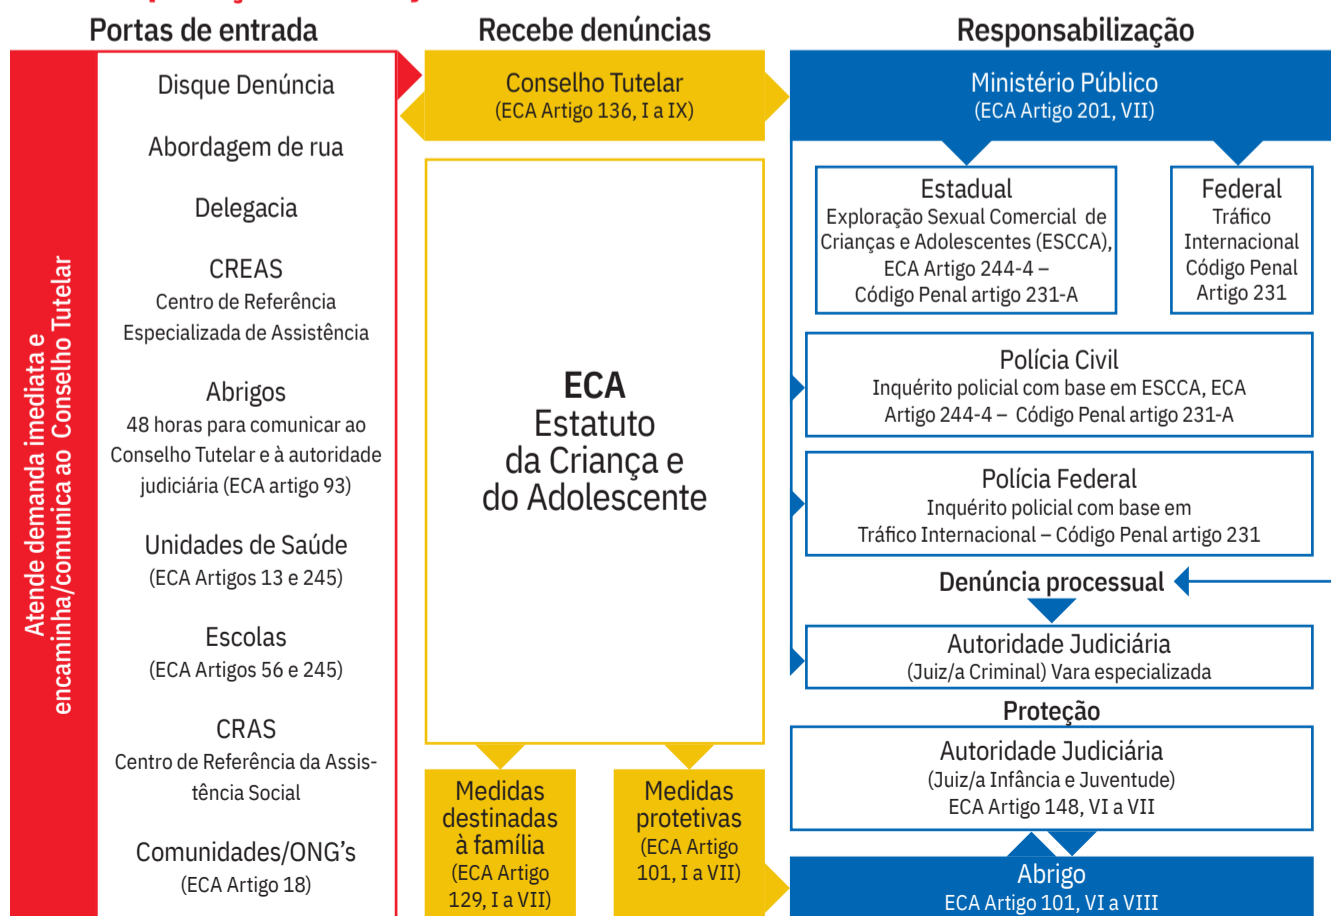 Portas de entrada
Atende demanda imediata e
encaminha/comunica ao Conselho Tutelar
Disque Denúncia
Abordagem de rua
Delegacia
CREAS
Centro de Referência
Especializada de Assistência
Abrigos
48 horas para comunicar ao
Conselho Tutelar e à autoridade
judiciária (ECA artigo 93)
Unidades de Saúde
(ECA Artigos 13 e 245)
Escolas
(ECA Artigos 56 e 245)
CRAS
Centro de Referência da Assis-
tência Social
Comunidades/ONG’s
(ECA Artigo 18)
Recebe denúncias
Conselho Tutelar
(ECA Artigo 136, I a IX)
ECA
Estatuto
da Criança e
do Adolescente
Medidas
destinadas
à família
(ECA Artigo
129, I a VII)
Medidas
protetivas
(ECA Artigo
101, I a VII)
Responsabilização
Ministério Público
(ECA Artigo 201, VII)
Estadual
Exploração Sexual Comercial de
Crianças e Adolescentes (ESCCA),
ECA Artigo 244-4 –
Código Penal artigo 231-A
Federal
Tráfico
Internacional
Código Penal
Artigo 231
Polícia Civil
Inquérito policial com base em ESCCA, ECA
Artigo 244-4 – Código Penal artigo 231-A
Polícia Federal
Inquérito policial com base em
Tráfico Internacional – Código Penal artigo 231
Denúncia processual
Autoridade Judiciária
(Juiz/a Criminal) Vara especializada
Proteção
Autoridade Judiciária
(Juiz/a Infância e Juventude)
ECA Artigo 148, VI a VII
Abrigo
ECA Artigo 101, VI a VIII